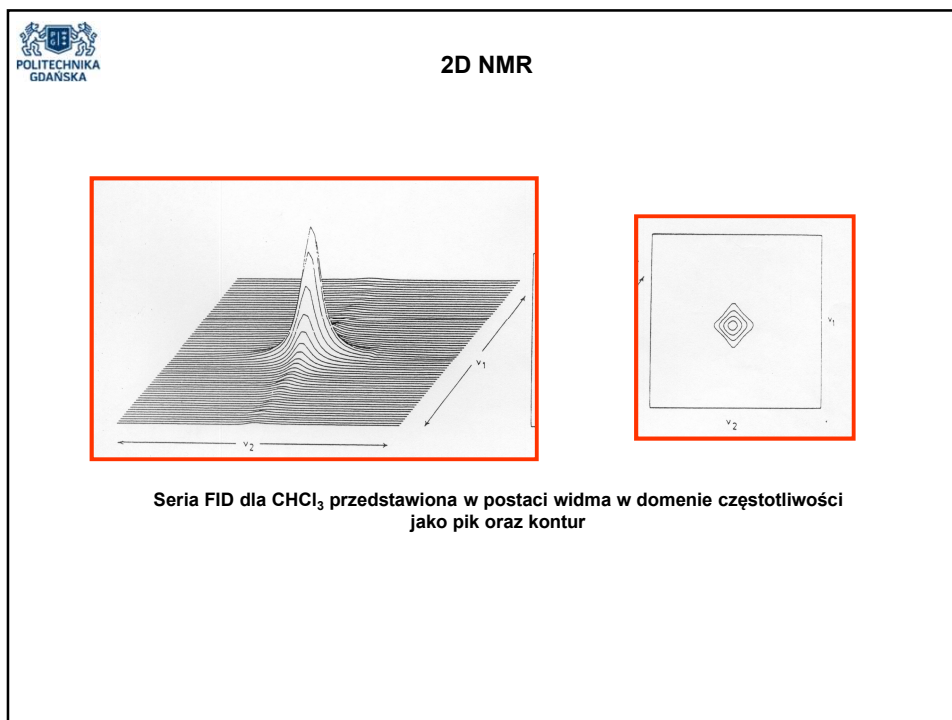 POLITECHNIKA
GDAŃSKA
2D NMR
ν₁
ν₂
ν₁
ν₂
Seria FID dla CHCl₃ przedstawiona w postaci widma w domenie częstotliwości
jako pik oraz kontur